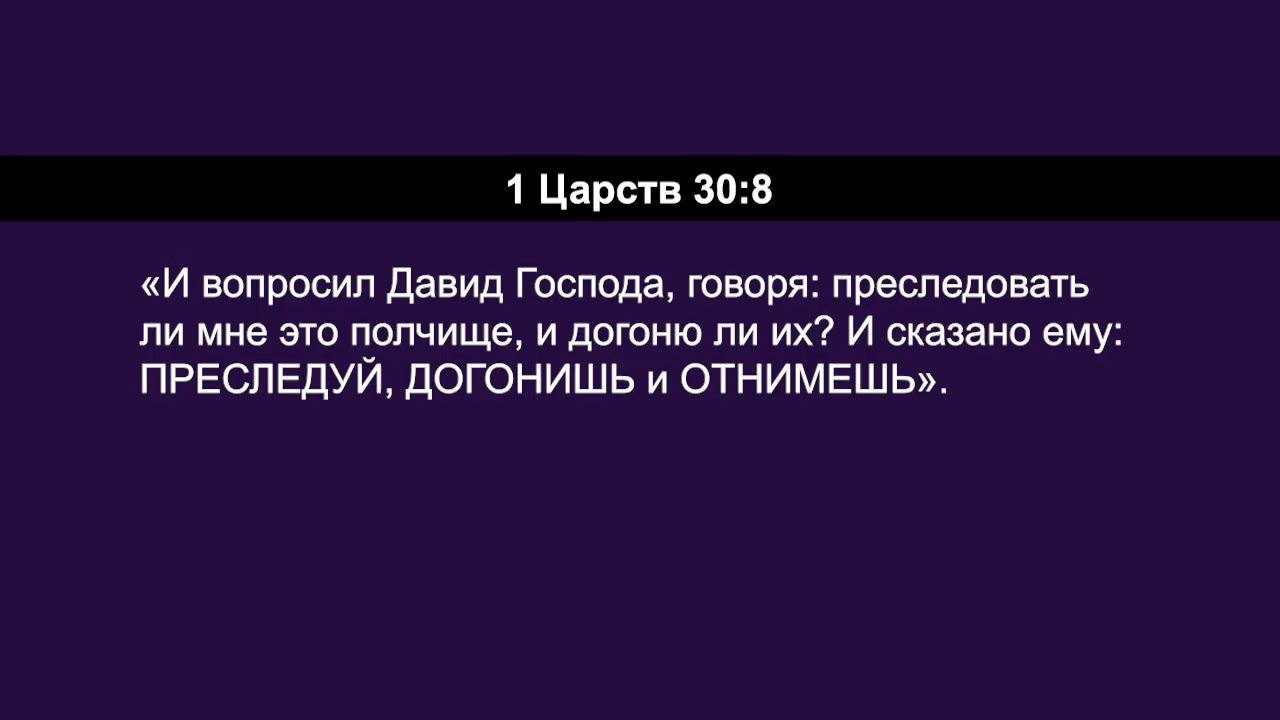 1 Царств 30:8
«И вопросил Давид Господа, говоря: преследовать
ли мне это полчище, и догоню ли их? И сказано ему:
ПРЕСЛЕДУЙ, ДОГОНИШЬ и ОТНИМЕШЬ».